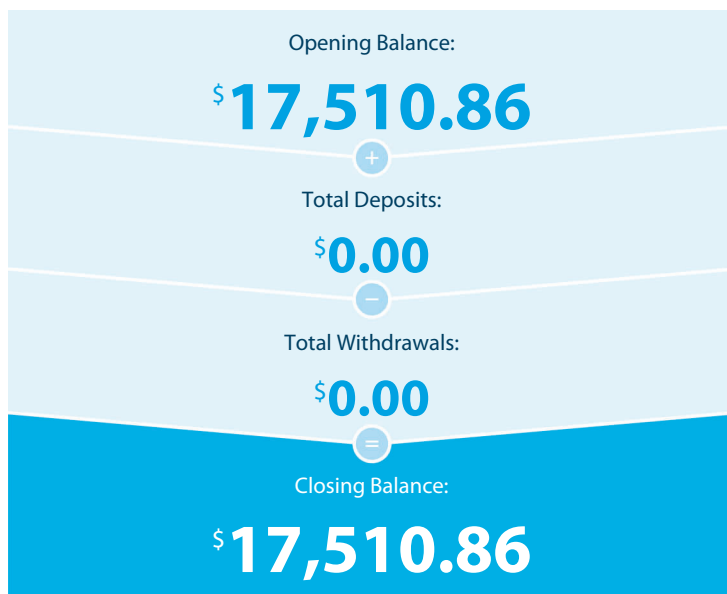 Opening Balance:
$17,510.86
+
Total Deposits:
$0.00
−
Total Withdrawals:
$0.00
=
Closing Balance:
$17,510.86